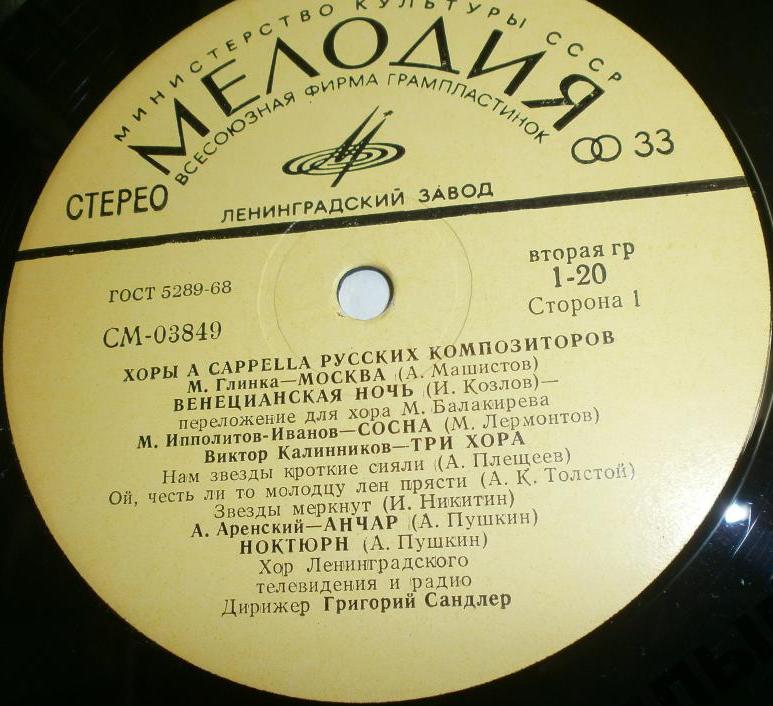 МИНИСТЕРСТВО КУЛЬТУРЫ СССР
МЕЛОДИЯ
ВСЕСОЮЗНАЯ ФИРМА ГРАМПЛАСТИНОК
СТЕРЕО
33
ЛЕНИНГРАДСКИЙ ЗАВОД
ГОСТ 5289-68
вторая гр
1-20
СМ-03849
Сторона 1
ХОРЫ A CAPPELLA РУССКИХ КОМПОЗИТОРОВ
М. Глинка—МОСКВА (А. Машистов)
ВЕНЕЦИАНСКАЯ НОЧЬ (И. Козлов)—
переложение для хора М. Балакирева
М. Ипполитов-Иванов—СОСНА (М. Лермонтов)
Виктор Калинников—ТРИ ХОРА
Нам звезды кроткие сияли (А. Плещеев)
Ой, честь ли то молодцу лен прясти (А. К. Толстой)
Звезды меркнут (И. Никитин)
А. Аренский—АНЧАР (А. Пушкин)
НОКТЮРН (А. Пушкин)
Хор Ленинградского
телевидения и радио
Дирижер Григорий Сандлер